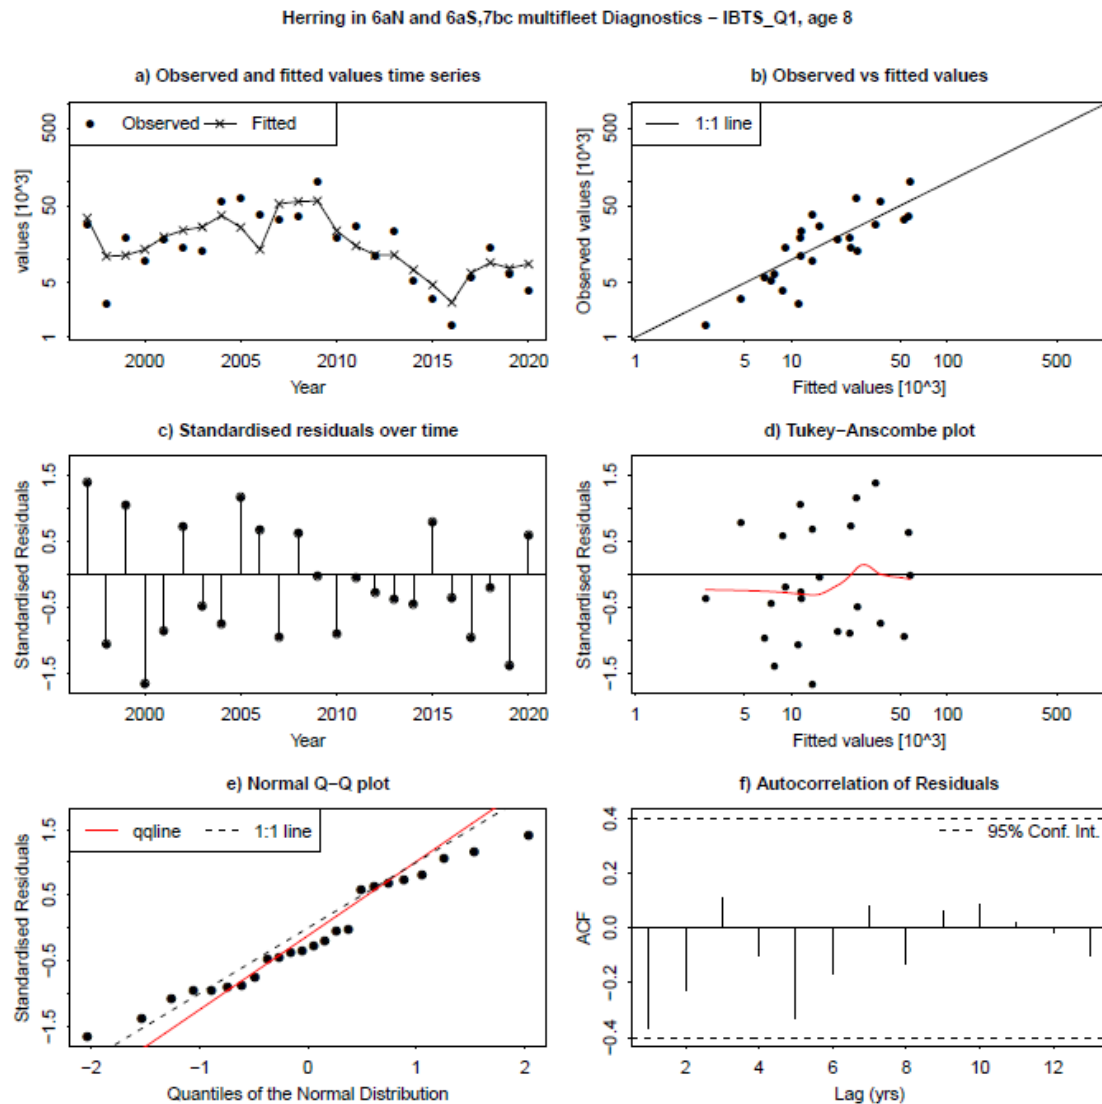 Herring in 6aN and 6aS,7bc multifleet Diagnostics − IBTS_Q1, age 8
a) Observed and fitted values time series
values [10^3]
500
50
5
1
Observed
Fitted
2000 2005 2010 2015 2020
Year
b) Observed vs fitted values
Observed values [10^3]
500
50
5
1
1:1 line
1 5 10 50 100 500
Fitted values [10^3]
c) Standardised residuals over time
Standardised Residuals
1.5
0.5
−0.5
−1.5
2000 2005 2010 2015 2020
Year
d) Tukey−Anscombe plot
Standardised Residuals
1.5
0.5
−0.5
−1.5
1 5 10 50 100 500
Fitted values [10^3]
e) Normal Q−Q plot
Standardised Residuals
1.5
0.5
−0.5
−1.5
qqline
1:1 line
−2 −1 0 1 2
Quantiles of the Normal Distribution
f) Autocorrelation of Residuals
ACF
0.4
0.2
0.0
−0.2
−0.4
95% Conf. Int.
2 4 6 8 10 12
Lag (yrs)